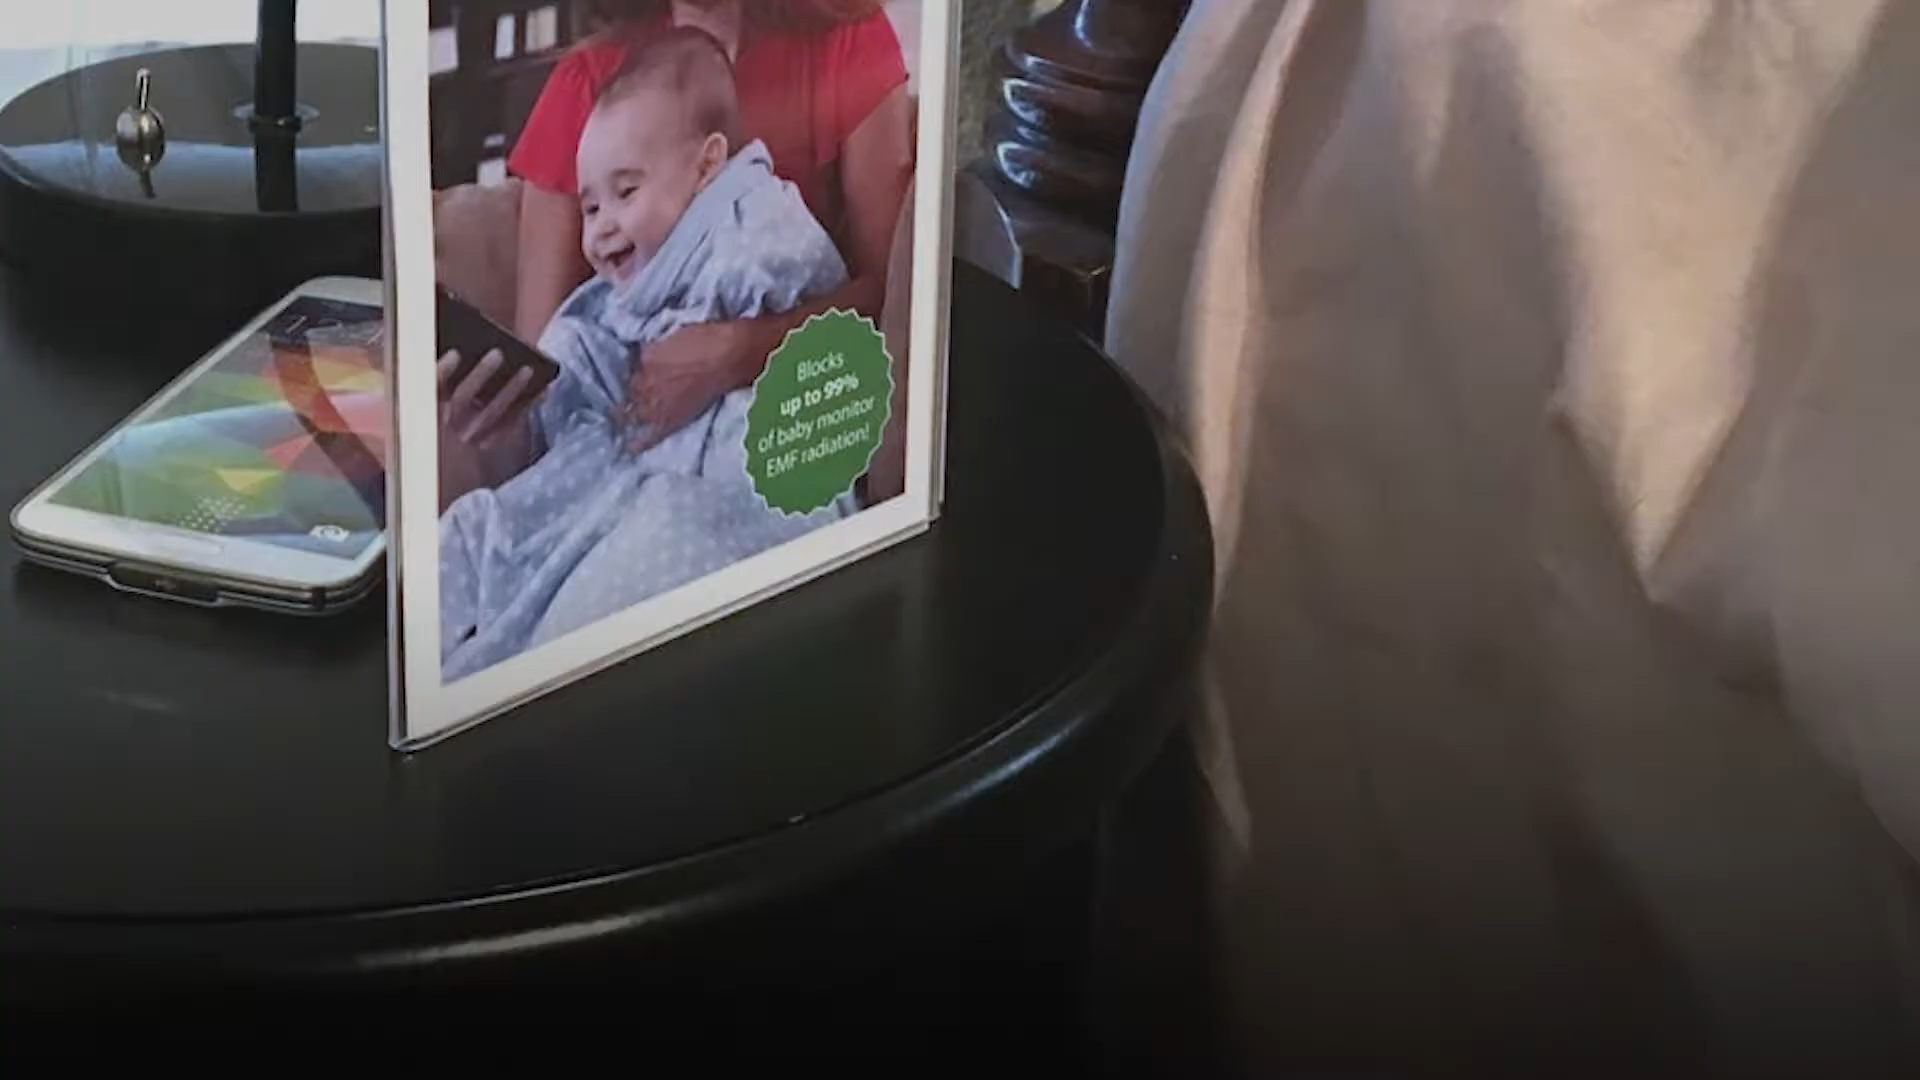 Blocks
up to 99%
of baby monitor
EMF radiation!